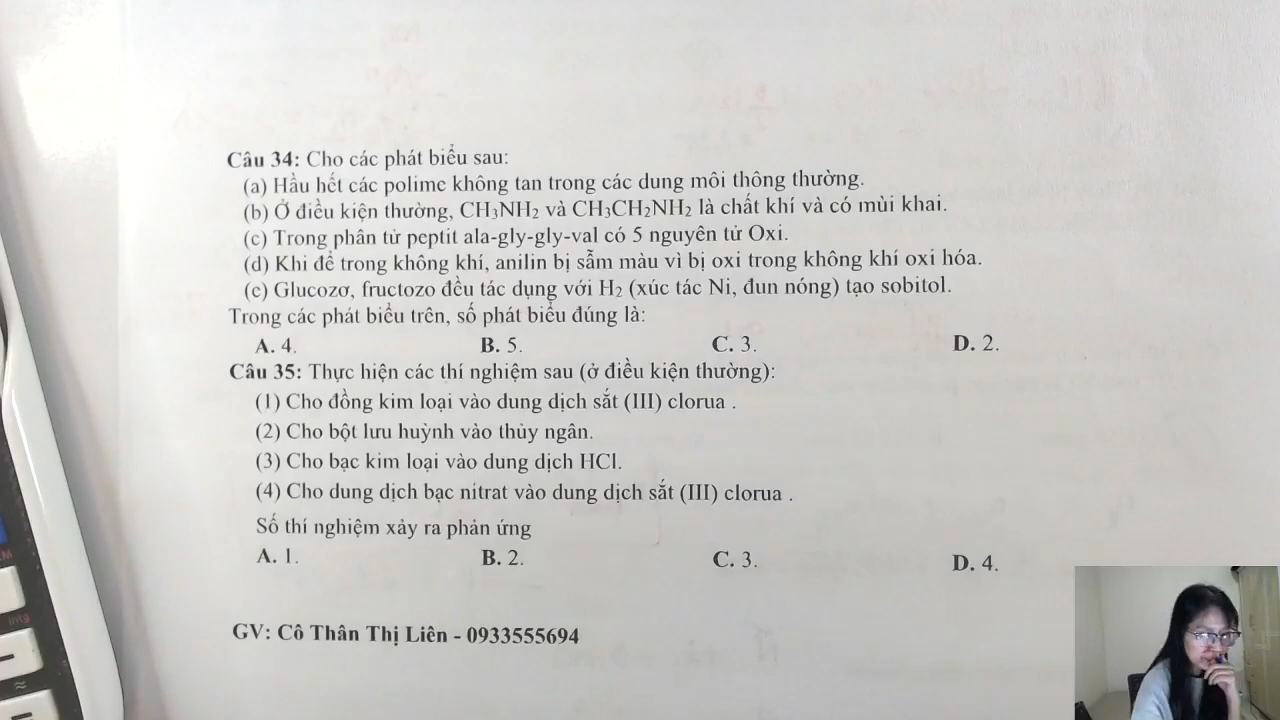 Câu 34: Cho các phát biểu sau:
(a) Hầu hết các polime không tan trong các dung môi thông thường.
(b) Ở điều kiện thường, CH₃NH₂ và CH₃CH₂NH₂ là chất khí và có mùi khai.
(c) Trong phân tử peptit ala-gly-gly-val có 5 nguyên tử Oxi.
(d) Khi để trong không khí, anilin bị sẫm màu vì bị oxi trong không khí oxi hóa.
(e) Glucozơ, fructozo đều tác dụng với H₂ (xúc tác Ni, đun nóng) tạo sobitol.
Trong các phát biểu trên, số phát biểu đúng là:
A. 4. B. 5. C. 3. D. 2.
Câu 35: Thực hiện các thí nghiệm sau (ở điều kiện thường):
(1) Cho đồng kim loại vào dung dịch sắt (III) clorua .
(2) Cho bột lưu huỳnh vào thủy ngân.
(3) Cho bạc kim loại vào dung dịch HCl.
(4) Cho dung dịch bạc nitrat vào dung dịch sắt (III) clorua .
Số thí nghiệm xảy ra phản ứng
A. 1. B. 2. C. 3. D. 4.
GV: Cô Thân Thị Liên - 0933555694